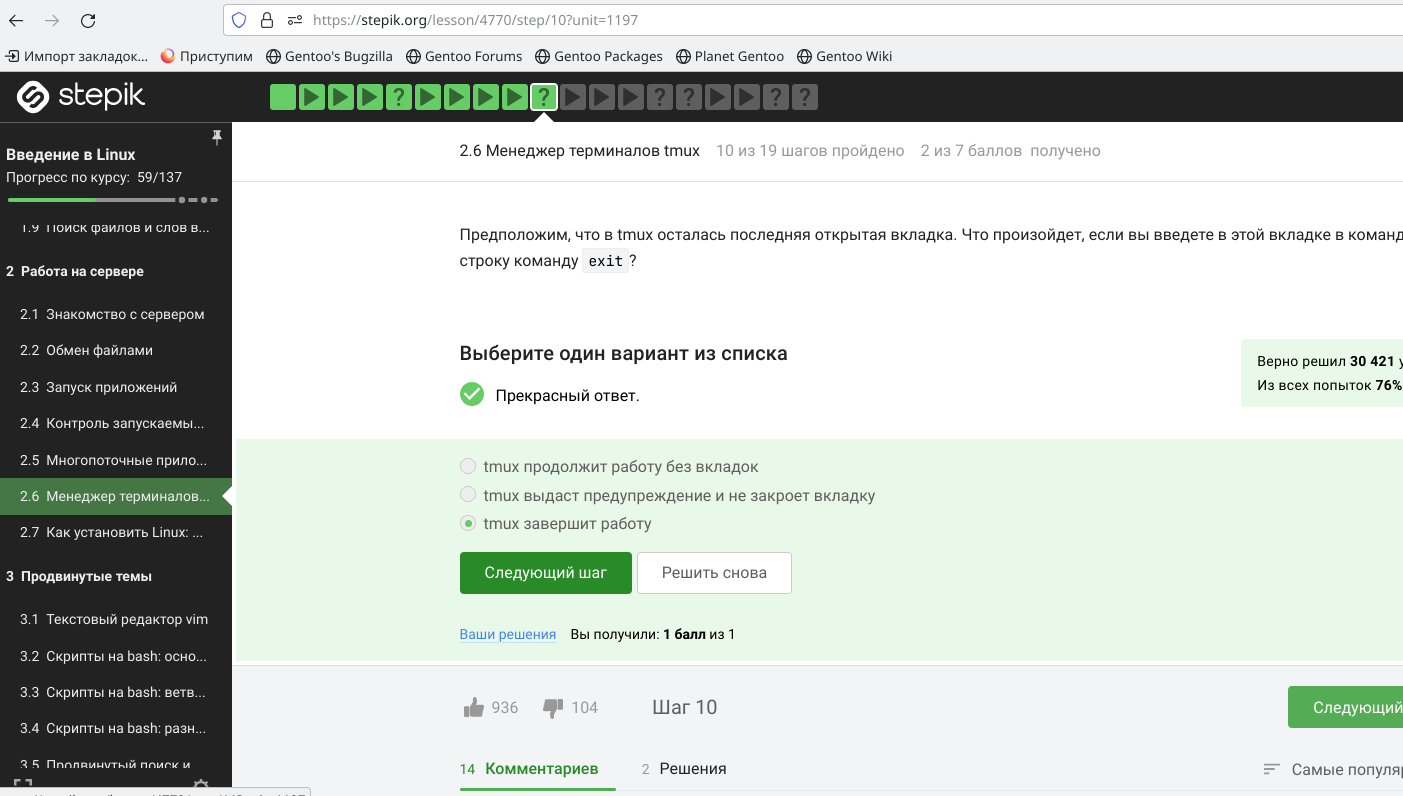 https://stepik.org/lesson/4770/step/10?unit=1197
Импорт закладок... Приступим Gentoo's Bugzilla Gentoo Forums Gentoo Packages Planet Gentoo Gentoo Wiki
stepik
Введение в Linux
Прогресс по курсу: 59/137
1.9 Поиск файлов и слов в...
2 Работа на сервере
2.1 Знакомство с сервером
2.2 Обмен файлами
2.3 Запуск приложений
2.4 Контроль запускаемы...
2.5 Многопоточные прило...
2.6 Менеджер терминалов...
2.7 Как установить Linux: ...
3 Продвинутые темы
3.1 Текстовый редактор vim
3.2 Скрипты на bash: осно...
3.3 Скрипты на bash: ветв...
3.4 Скрипты на bash: разн...
3.5 Продвинутый поиск и
2.6 Менеджер терминалов tmux 10 из 19 шагов пройдено 2 из 7 баллов получено
Предположим, что в tmux осталась последняя открытая вкладка. Что произойдет, если вы введете в этой вкладке в команд
строку команду exit ?
Выберите один вариант из списка
Прекрасный ответ.
Верно решил 30 421 у
Из всех попыток 76%
tmux продолжит работу без вкладок
tmux выдаст предупреждение и не закроет вкладку
tmux завершит работу
Следующий шаг Решить снова
Ваши решения Вы получили: 1 балл из 1
936 104 Шаг 10
Следующий
14 Комментариев 2 Решения
Самые популяр